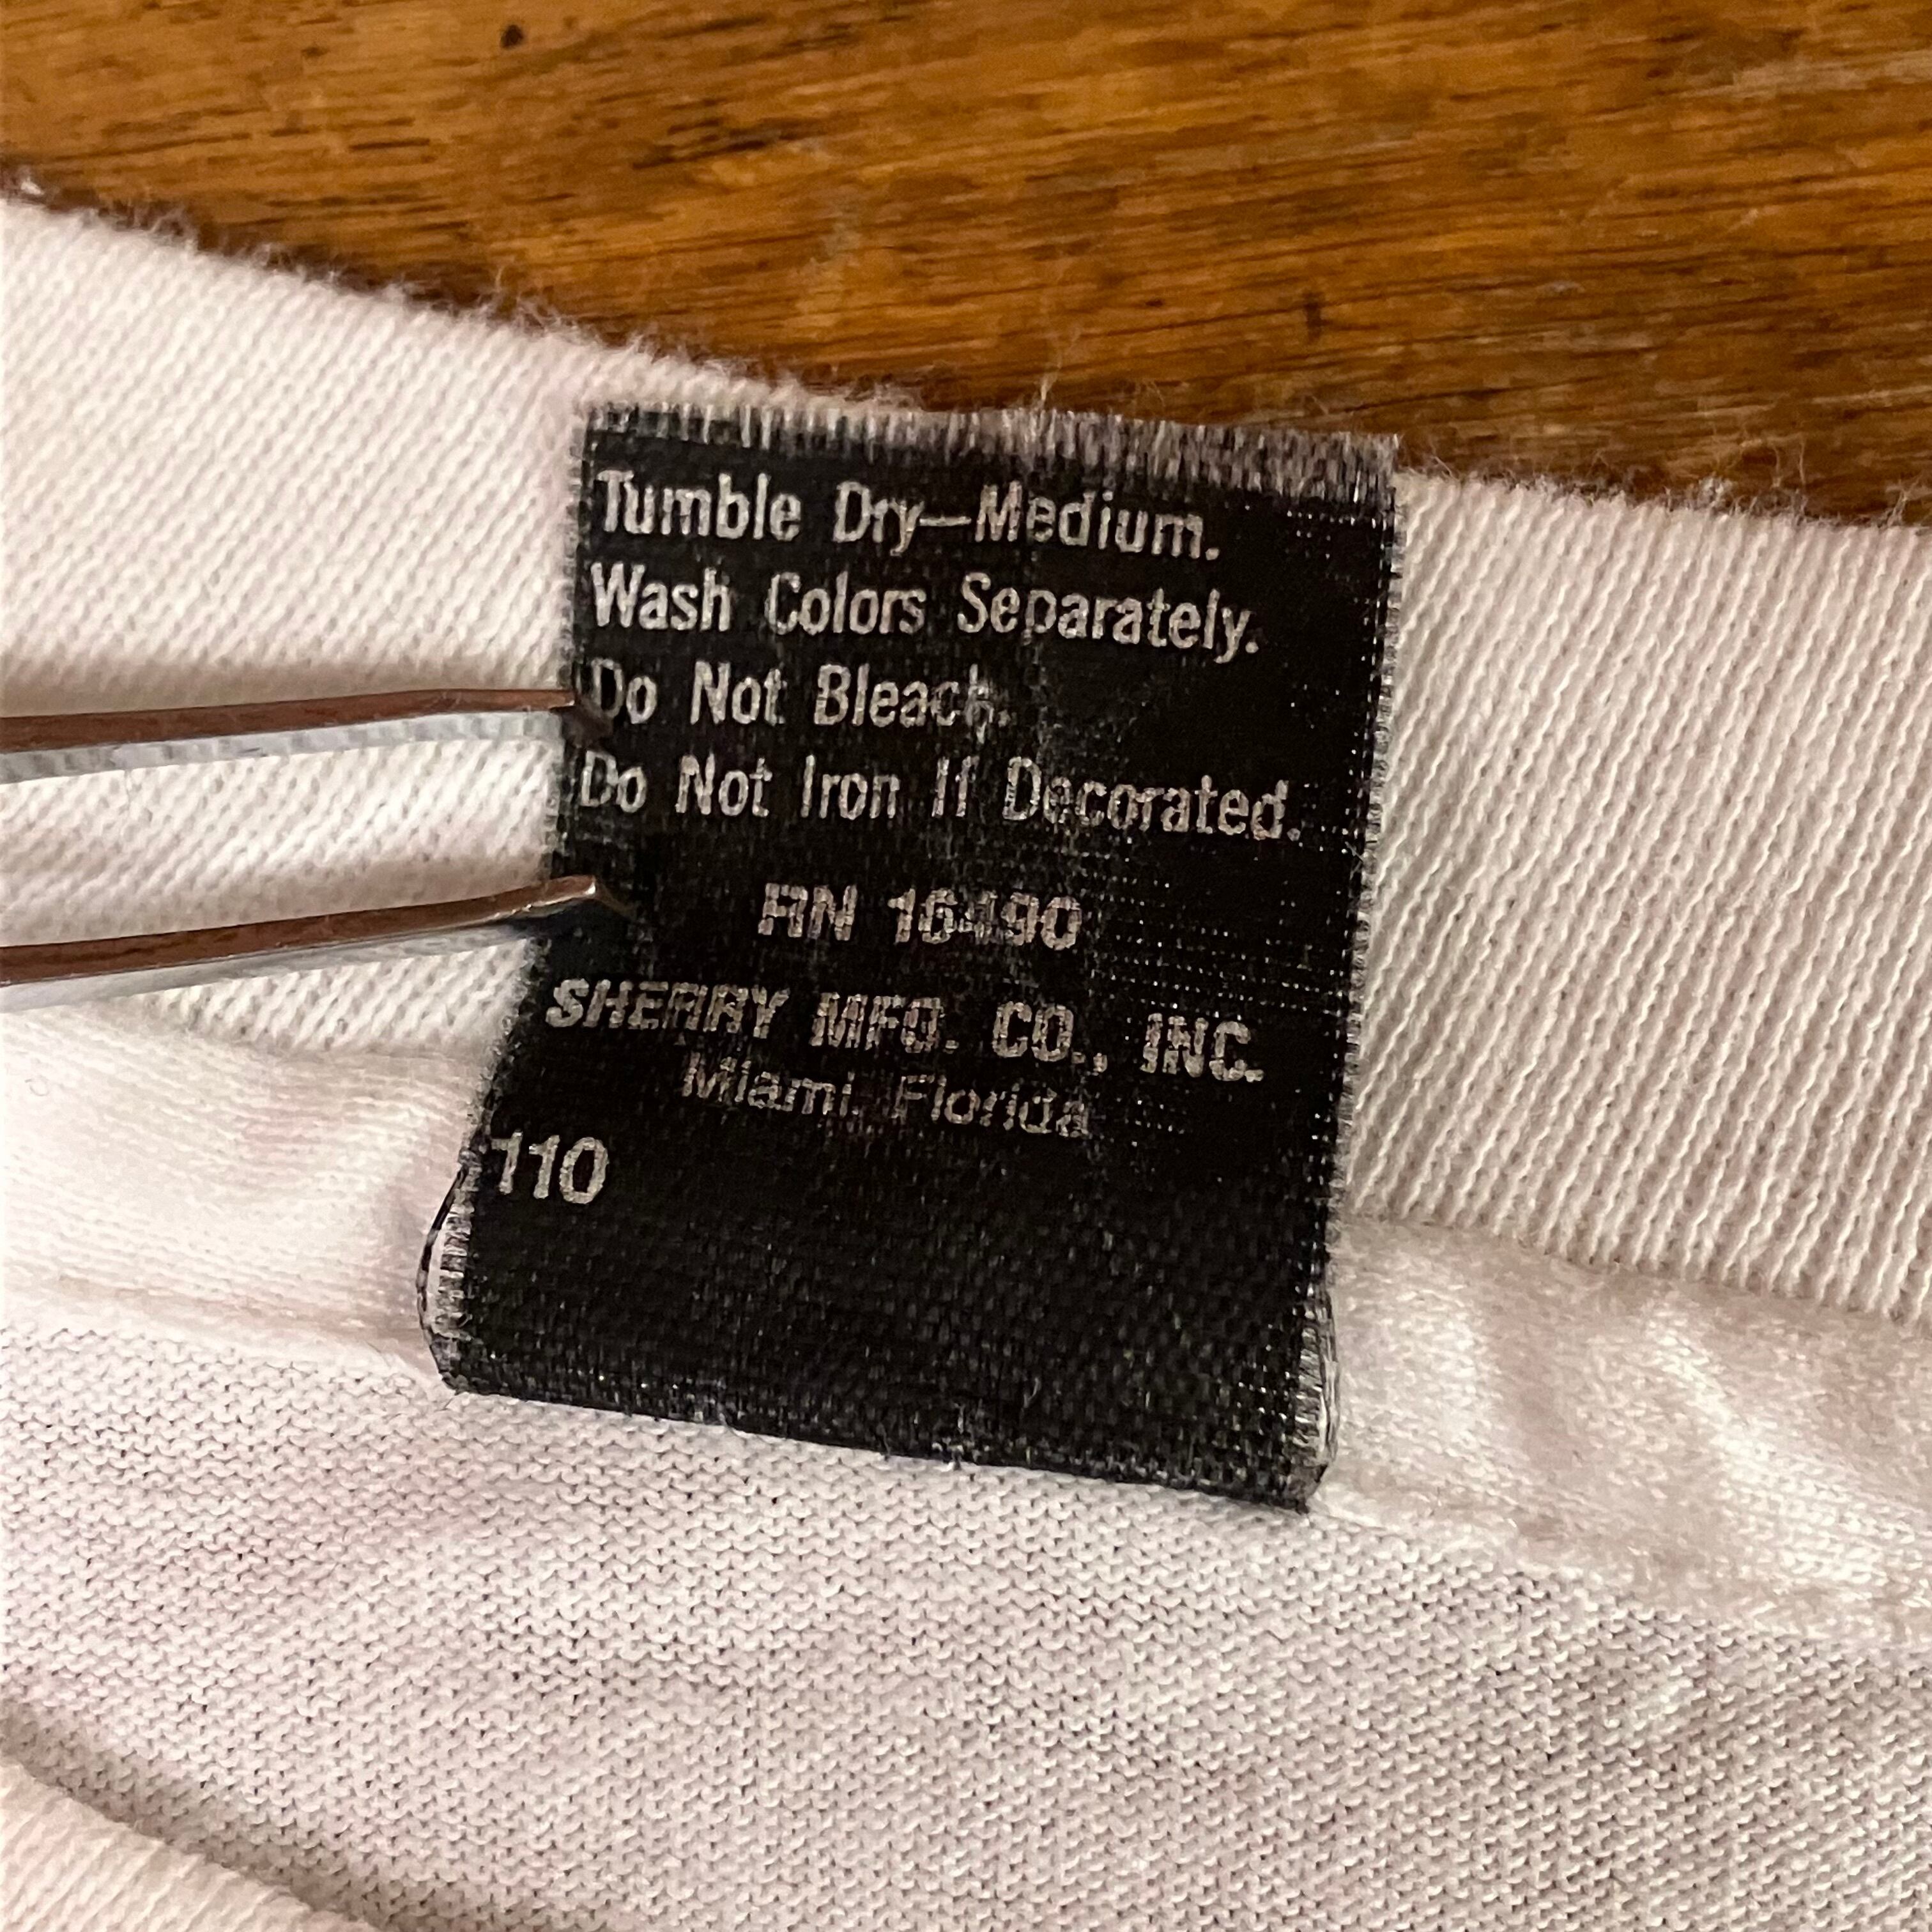 Tumble Dry—Medium.
Wash Colors Separately.
Do Not Bleach.
Do Not Iron If Decorated.
RN 16490
SHERRY MFG. CO., INC.
Miami, Florida
110